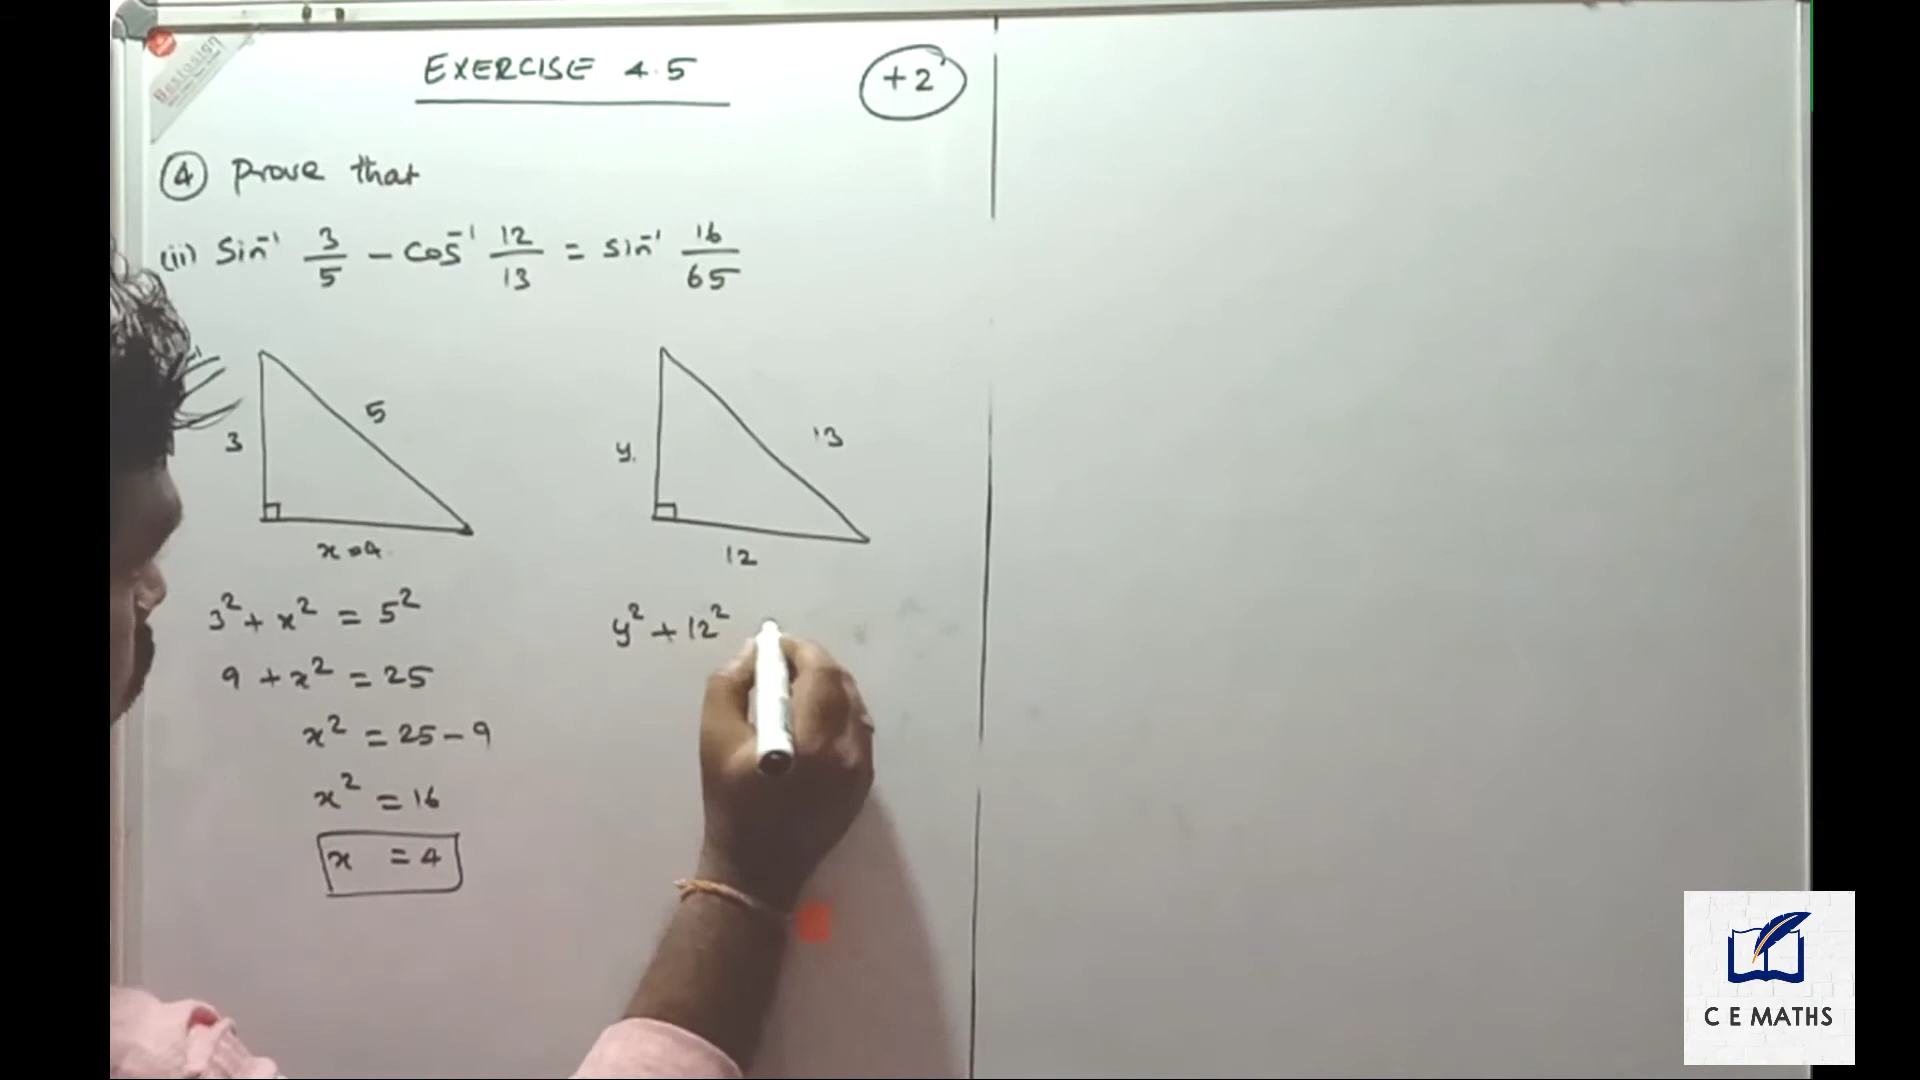 EXERCISE 4.5
+2
④ Prove that
(ii) Sin⁻¹ 3/5 − Cos⁻¹ 12/13 = sin⁻¹ 16/65
3
5
x=4
y
13
12
3² + x² = 5²
9 + x² = 25
x² = 25 − 9
x² = 16
x = 4
y² + 12²
C E MATHS